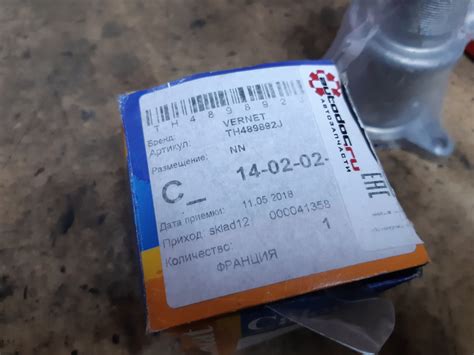 TH489892J
Бренд: VERNET
Артикул: TH489892J
Размещение: NN
C_ 14-02-02-
Дата приемки: 11.05.2018
Приход: sklad12 000041358
Количество: 1
ФРАНЦИЯ
autodoc.ru
АВТОЗАПЧАСТИ
EAC